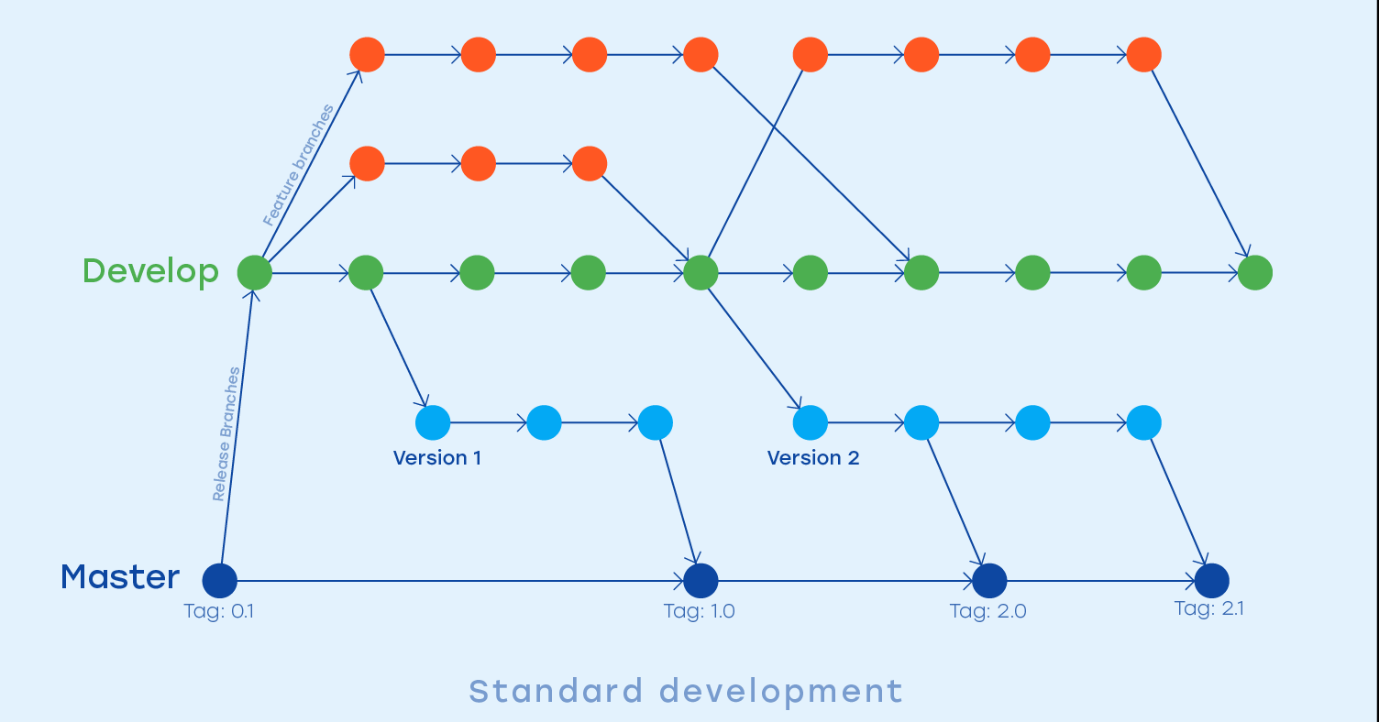 Feature branches
Develop
Release Branches
Version 1
Version 2
Master
Tag: 0.1
Tag: 1.0
Tag: 2.0
Tag: 2.1
Standard development